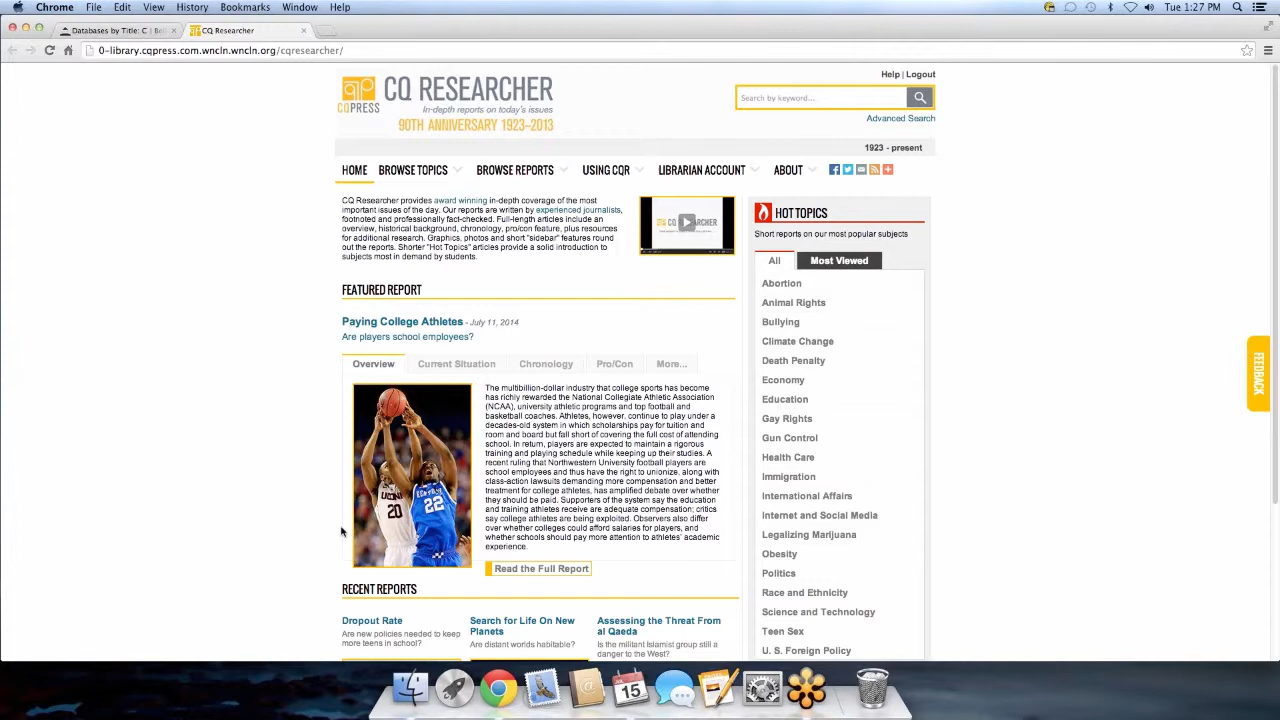 Chrome File Edit View History Bookmarks Window Help
Tue 1:27 PM
Databases by Title: C | Bel
CQ Researcher
0-library.cqpress.com.wncln.wncln.org/cqresearcher/
Help | Logout
CQPRESS
CQ RESEARCHER
In-depth reports on today's issues
90TH ANNIVERSARY 1923-2013
Search by keyword....
Advanced Search
1923 - present
HOME BROWSE TOPICS BROWSE REPORTS USING CQR LIBRARIAN ACCOUNT ABOUT
CQ Researcher provides award winning in-depth coverage of the most
important issues of the day. Our reports are written by experienced journalists,
footnoted and professionally fact-checked. Full-length articles include an
overview, historical background, chronology, pro/con feature, plus resources
for additional research. Graphics, photos and short "sidebar" features round
out the reports. Shorter "Hot Topics" articles provide a solid introduction to
subjects most in demand by students.
FEATURED REPORT
Paying College Athletes - July 11, 2014
Are players school employees?
Overview Current Situation Chronology Pro/Con More...
UCONN
20
KENTUCKY
22
The multibillion-dollar industry that college sports has become
has richly rewarded the National Collegiate Athletic Association
(NCAA), university athletic programs and top football and
basketball coaches. Athletes, however, continue to play under a
decades-old system in which scholarships pay for tuition and
room and board but fall short of covering the full cost of attending
school. In return, players are expected to maintain a rigorous
training and playing schedule while keeping up their studies. A
recent ruling that Northwestern University football players are
school employees and thus have the right to unionize, along with
class-action lawsuits demanding more compensation and better
treatment for college athletes, has amplified debate over whether
they should be paid. Supporters of the system say the education
and training athletes receive are adequate compensation; critics
say college athletes are being exploited. Observers also differ
over whether colleges could afford salaries for players, and
whether schools should pay more attention to athletes' academic
experience.
Read the Full Report
RECENT REPORTS
Dropout Rate
Are new policies needed to keep
more teens in school?
Search for Life On New
Planets
Are distant worlds habitable?
Assessing the Threat From
al Qaeda
Is the militant Islamist group still a
danger to the West?
HOT TOPICS
Short reports on our most popular subjects
All Most Viewed
Abortion
Animal Rights
Bullying
Climate Change
Death Penalty
Economy
Education
Gay Rights
Gun Control
Health Care
Immigration
International Affairs
Internet and Social Media
Legalizing Marijuana
Obesity
Politics
Race and Ethnicity
Science and Technology
Teen Sex
U. S. Foreign Policy
FEEDBACK
15